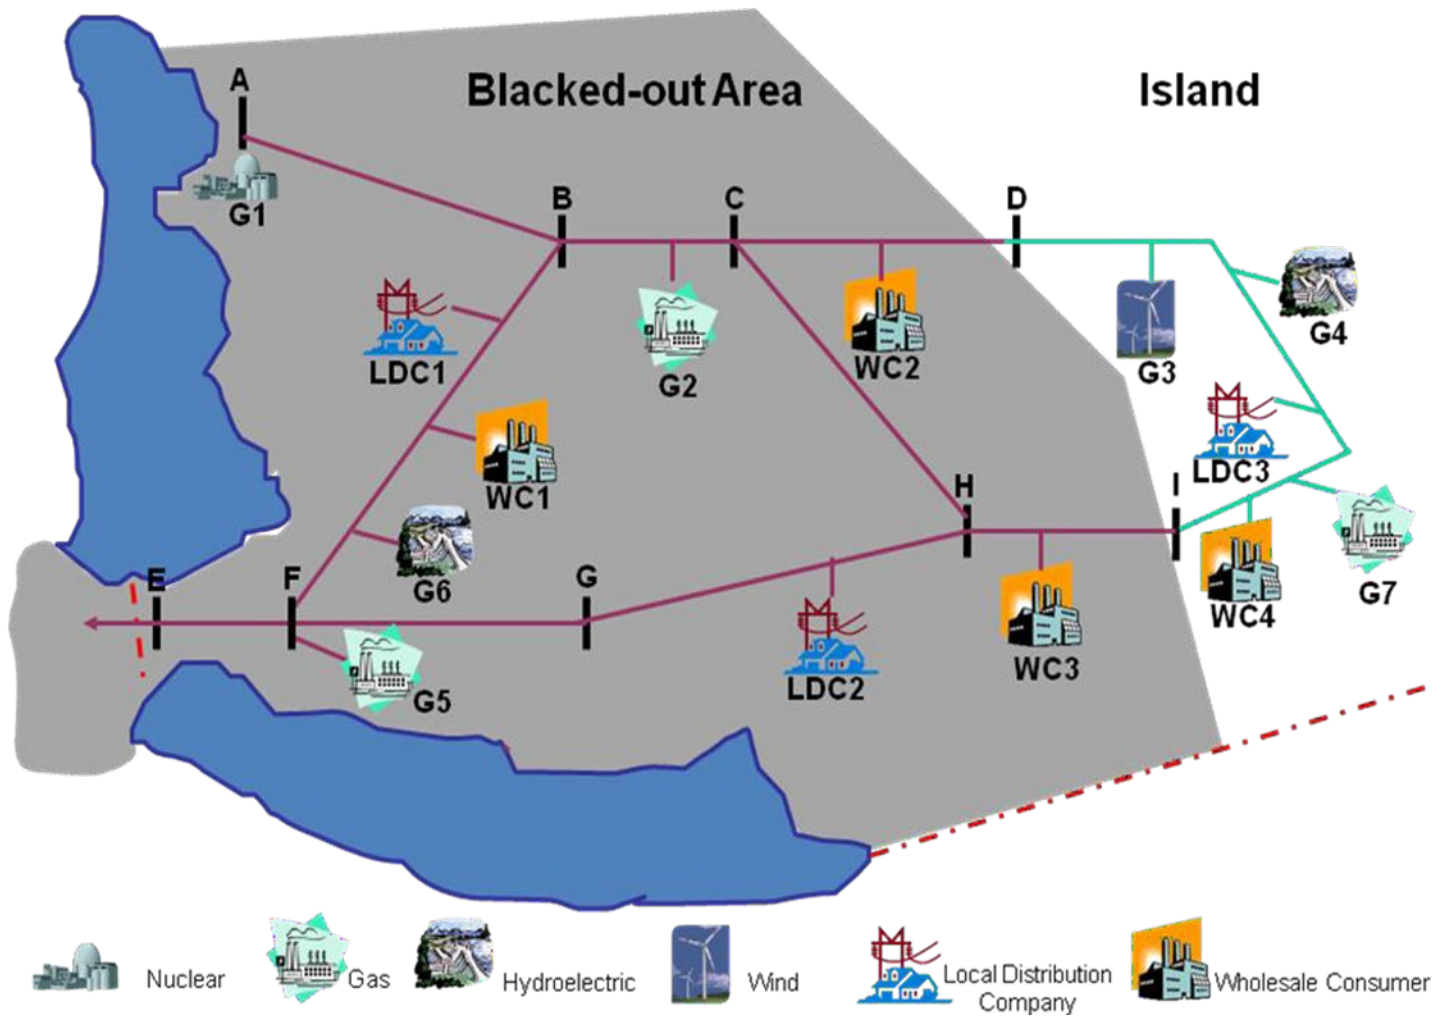 Blacked-out Area
Island
A
G1
B
C
D
G3
G4
LDC1
G2
WC2
LDC3
WC1
H
I
G6
WC4
G7
E
F
G
G5
LDC2
WC3
Nuclear
Gas
Hydroelectric
Wind
Local Distribution
Company
Wholesale Consumer